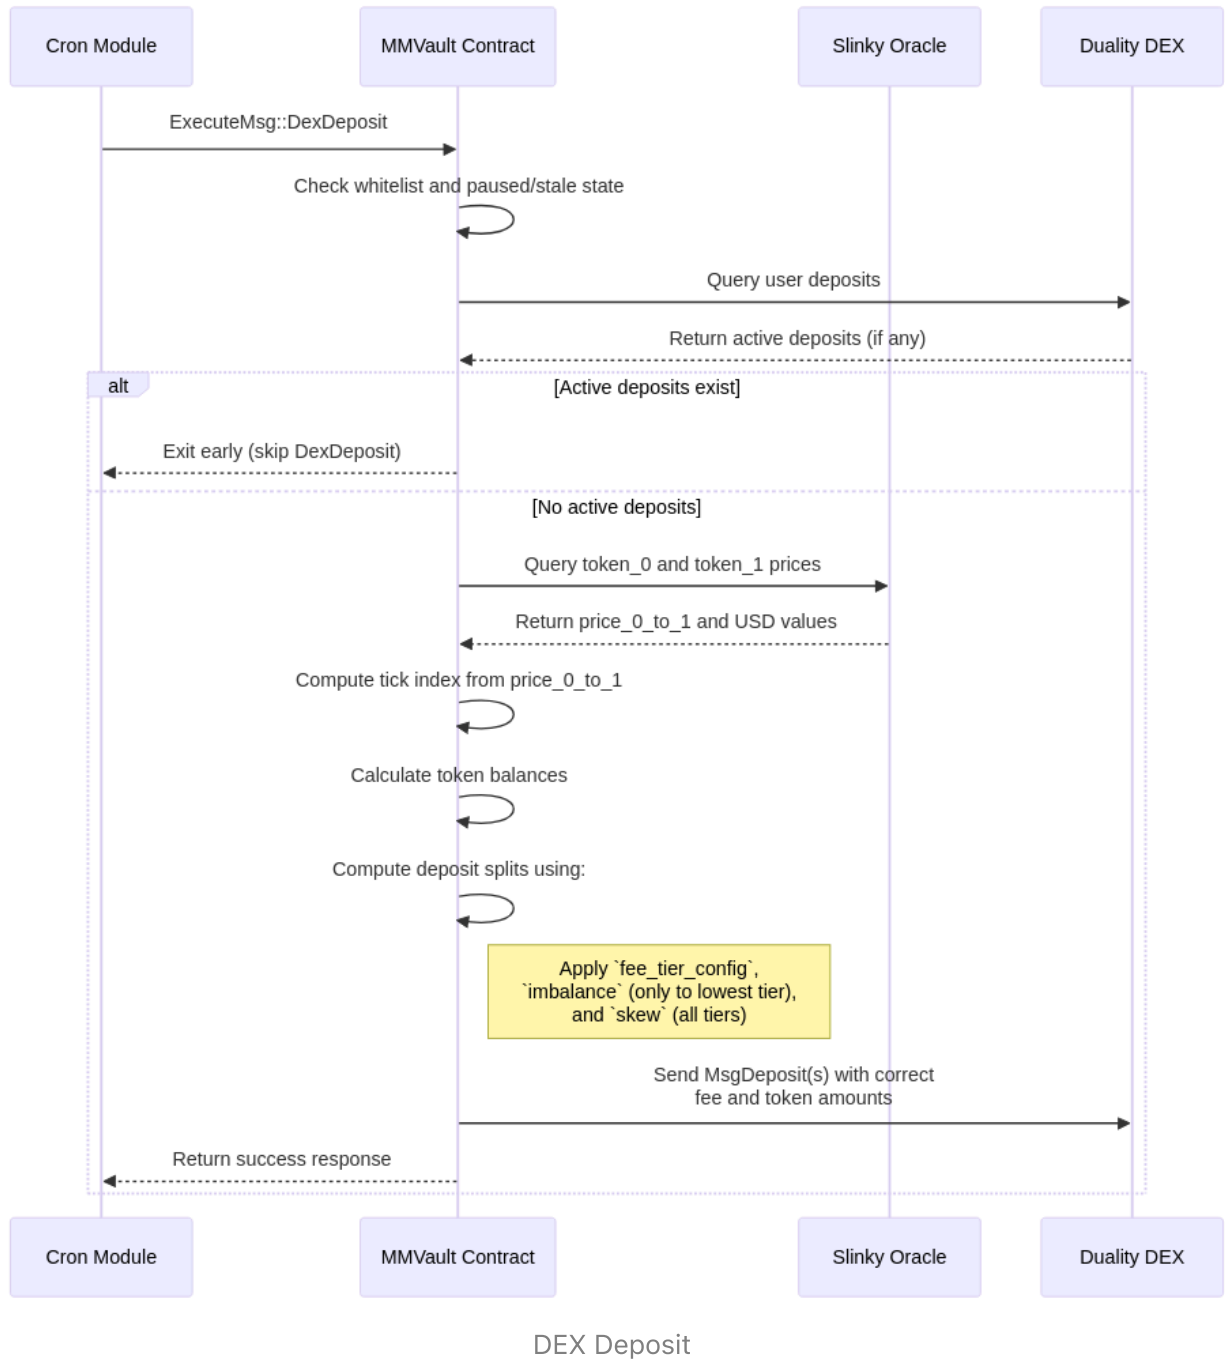 Cron Module
MMVault Contract
Slinky Oracle
Duality DEX
ExecuteMsg::DexDeposit
Check whitelist and paused/stale state
Query user deposits
Return active deposits (if any)
alt
[Active deposits exist]
Exit early (skip DexDeposit)
[No active deposits]
Query token_0 and token_1 prices
Return price_0_to_1 and USD values
Compute tick index from price_0_to_1
Calculate token balances
Compute deposit splits using:
Apply `fee_tier_config`,
`imbalance` (only to lowest tier),
and `skew` (all tiers)
Send MsgDeposit(s) with correct
fee and token amounts
Return success response
Cron Module
MMVault Contract
Slinky Oracle
Duality DEX
DEX Deposit